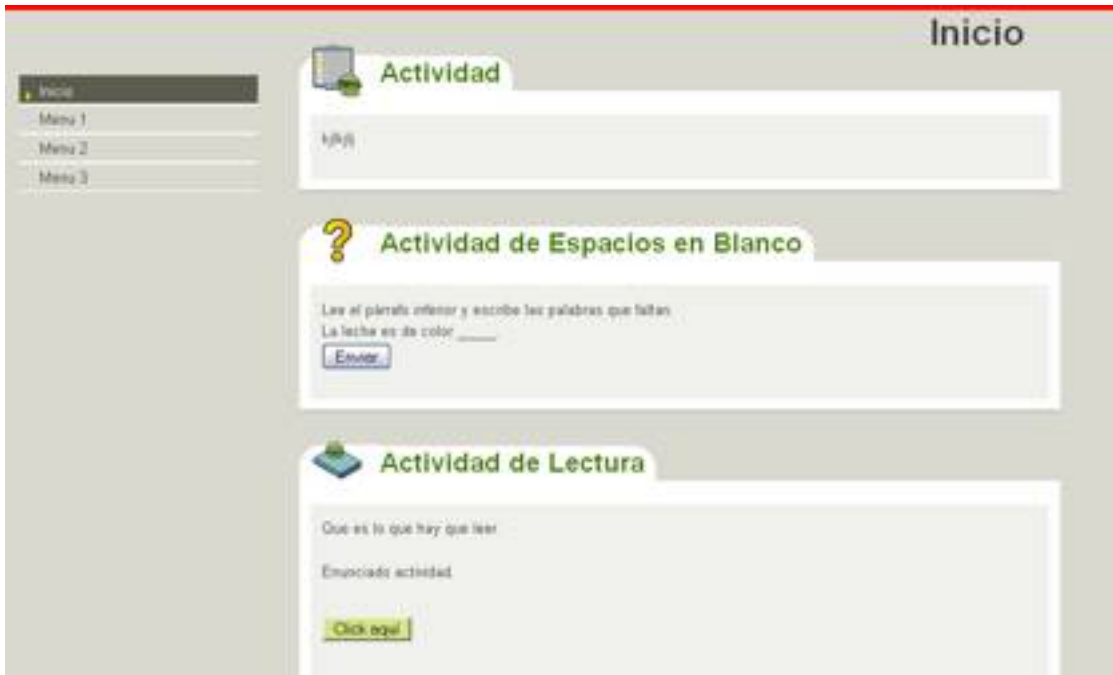 Inicio
Inicio
Menu 1
Menu 2
Menu 3
Actividad
Actividad de Espacios en Blanco
Lee el párrafo inferior y escribe las palabras que faltan.
La leche es de color _____
Enviar
Actividad de Lectura
Que es lo que hay que leer
Enunciado actividad.
Click aquí